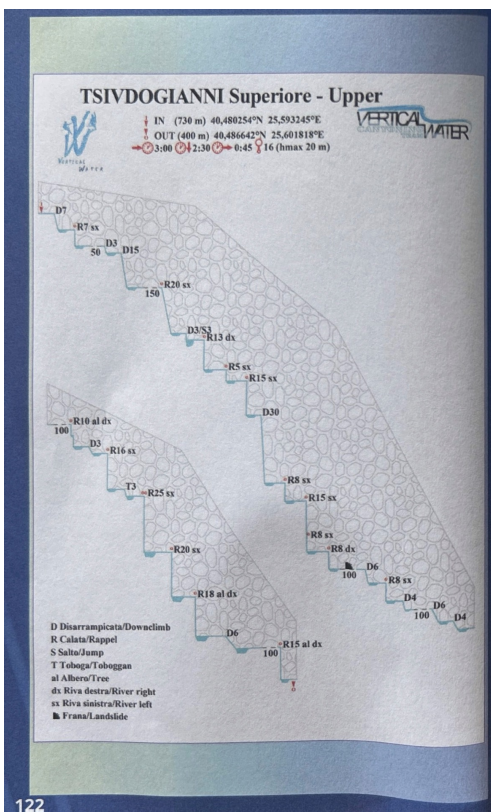 TSIVDOGIANNI Superiore - Upper
IN (730 m) 40,480254°N 25,593245°E
OUT (400 m) 40,486642°N 25,601818°E
3:00 2:30 0:45 16 (hmax 20 m)
VERTICAL
WATER
VERTICAL
WATER
D7
R7 sx
50
D3
D15
150
R20 sx
D3/S3
R13 dx
R5 sx
R15 sx
D30
R8 sx
R15 sx
R8 sx
R8 dx
100
D6
R8 sx
D4
100
D6
D4
100
R10 al dx
D3
R16 sx
T3
R25 sx
R20 sx
R18 al dx
D6
100
R15 al dx
D Disarrampicata/Downclimb
R Calata/Rappel
S Salto/Jump
T Toboga/Toboggan
al Albero/Tree
dx Riva destra/River right
sx Riva sinistra/River left
Frana/Landslide
122